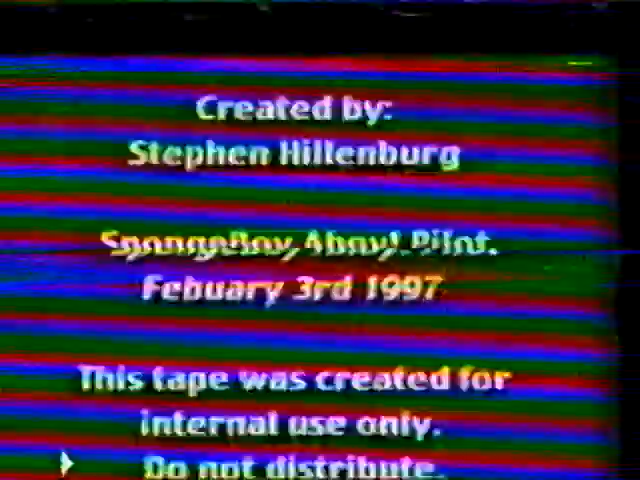 Created by:
Stephen Hillenburg
SpongeBoy, Ahoy! Pilot.
Febuary 3rd 1997
This tape was created for
internal use only.
Do not distribute.